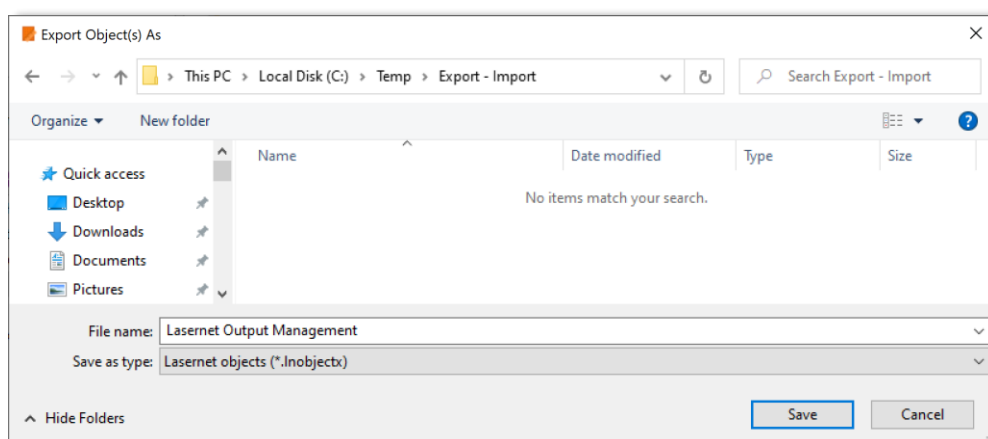 Export Object(s) As
This PC > Local Disk (C:) > Temp > Export - Import
Search Export - Import
Organize
New folder
Name
Date modified
Type
Size
Quick access
Desktop
Downloads
Documents
Pictures
No items match your search.
File name: Lasernet Output Management
Save as type: Lasernet objects (*.lnobjectx)
Hide Folders
Save
Cancel